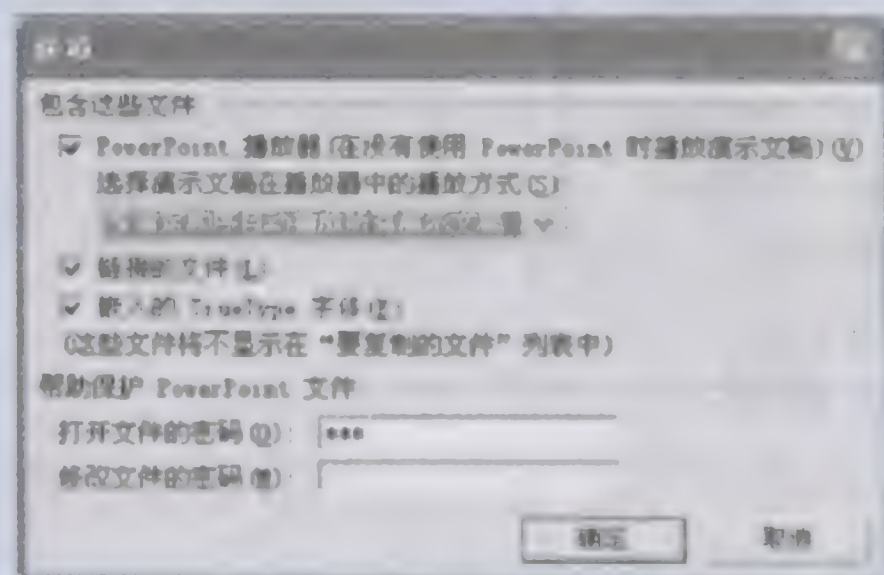 选项
包含这些文件
PowerPoint 播放器(在没有使用 PowerPoint 时播放演示文稿)(V)
选择演示文稿在播放器中的播放方式(S)
链接的文件(L)
嵌入的 TrueType 字体(E)
(这些文件将不显示在“要复制的文件”列表中)
帮助保护 PowerPoint 文件
打开文件的密码(O): ***
修改文件的密码(M):
确定 取消